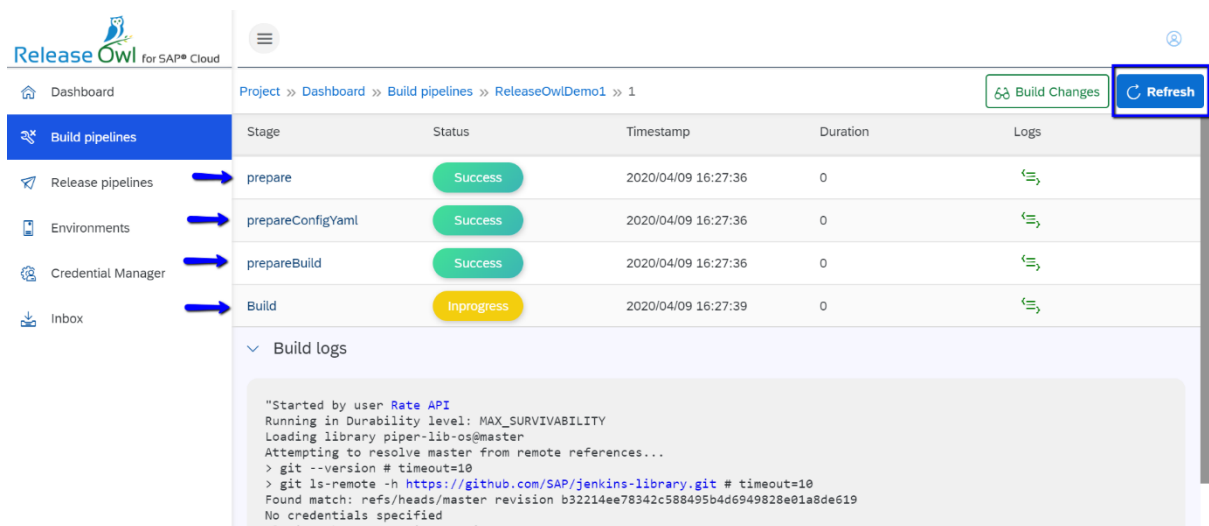 Release Owl for SAP® Cloud
Project » Dashboard » Build pipelines » ReleaseOwlDemo1 » 1
Build Changes
Refresh
Dashboard
Build pipelines
Release pipelines
Environments
Credential Manager
Inbox
Stage Status Timestamp Duration Logs
prepare Success 2020/04/09 16:27:36 0
prepareConfigYaml Success 2020/04/09 16:27:36 0
prepareBuild Success 2020/04/09 16:27:36 0
Build Inprogress 2020/04/09 16:27:39 0
Build logs
"Started by user Rate API
Running in Durability level: MAX_SURVIVABILITY
Loading library piper-lib-os@master
Attempting to resolve master from remote references...
> git --version # timeout=10
> git ls-remote -h https://github.com/SAP/jenkins-library.git # timeout=10
Found match: refs/heads/master revision b32214ee78342c588495b4d6949828e01a8de619
No credentials specified